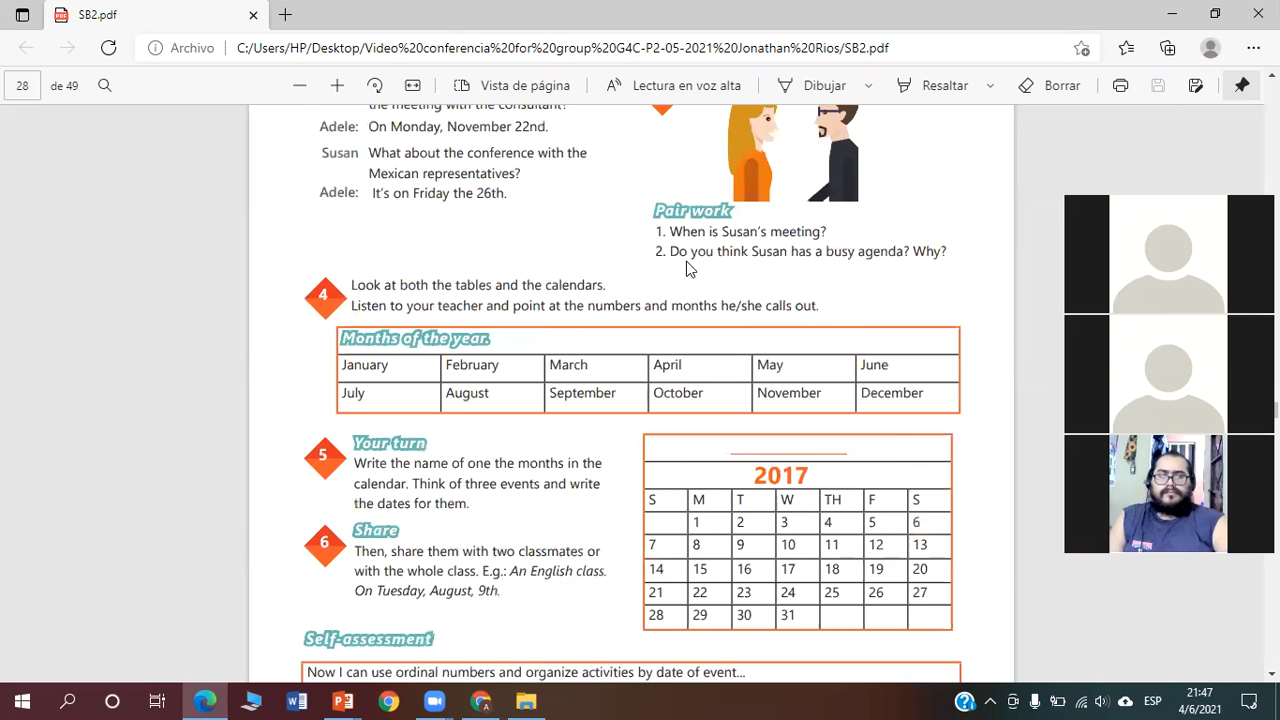 SB2.pdf
Archivo C:/Users/HP/Desktop/Video%20conferencia%20for%20group%20G4C-P2-05-2021%20Jonathan%20Rios/SB2.pdf
28 de 49 Vista de página Lectura en voz alta Dibujar Resaltar Borrar
the meeting with the consultant?
Adele: On Monday, November 22nd.
Susan What about the conference with the
Mexican representatives?
Adele: It's on Friday the 26th.
Pair work
1. When is Susan's meeting?
2. Do you think Susan has a busy agenda? Why?
4
Look at both the tables and the calendars.
Listen to your teacher and point at the numbers and months he/she calls out.
Months of the year.
January February March April May June
July August September October November December
5 Your turn
Write the name of one the months in the
calendar. Think of three events and write
the dates for them.
6 Share
Then, share them with two classmates or
with the whole class. E.g.: An English class.
On Tuesday, August, 9th.
2017
S M T W TH F S
1 2 3 4 5 6
7 8 9 10 11 12 13
14 15 16 17 18 19 20
21 22 23 24 25 26 27
28 29 30 31
Self-assessment
Now I can use ordinal numbers and organize activities by date of event...
ESP
21:47
4/6/2021